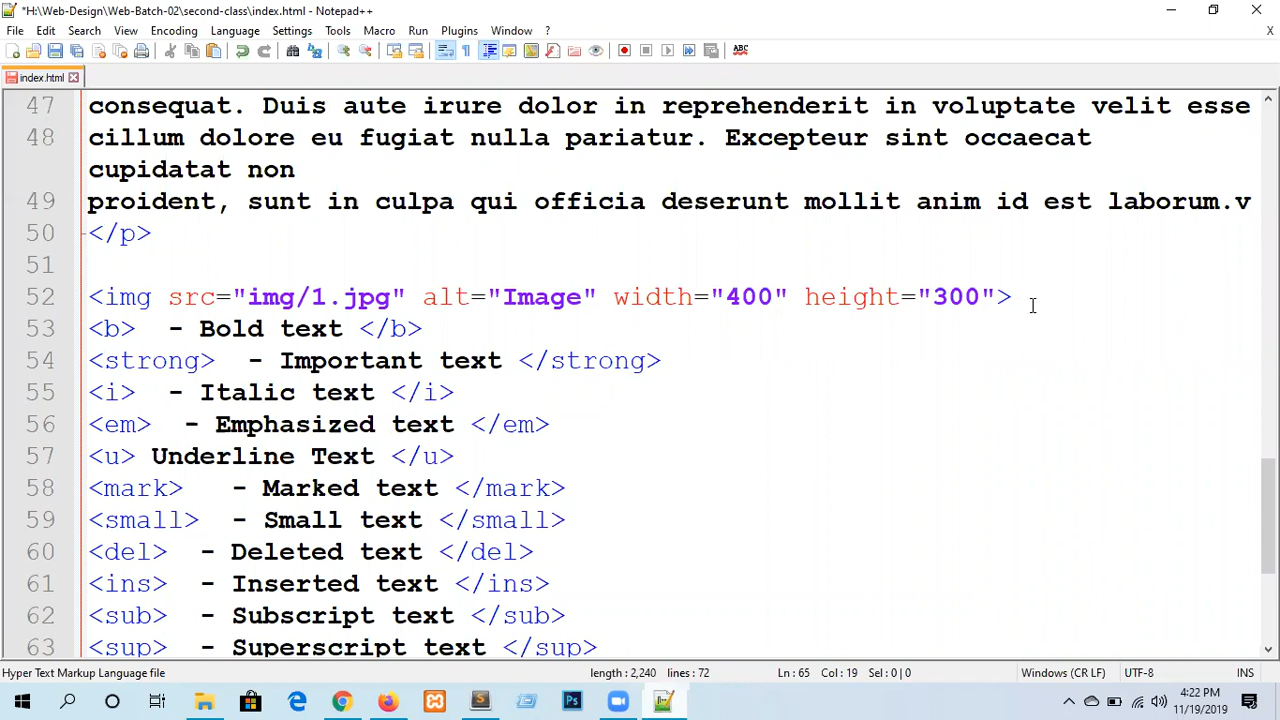 *H:\Web-Design\Web-Batch-02\second-class\index.html - Notepad++
File Edit Search View Encoding Language Settings Tools Macro Run Plugins Window ? X
ABC
index.html
47 consequat. Duis aute irure dolor in reprehenderit in voluptate velit esse
48 cillum dolore eu fugiat nulla pariatur. Excepteur sint occaecat
cupidatat non
49 proident, sunt in culpa qui officia deserunt mollit anim id est laborum.v
50 </p>
51
52 <img src="img/1.jpg" alt="Image" width="400" height="300">
53 <b>  - Bold text </b>
54 <strong>  - Important text </strong>
55 <i>  - Italic text </i>
56 <em>  - Emphasized text </em>
57 <u> Underline Text </u>
58 <mark>   - Marked text </mark>
59 <small>  - Small text </small>
60 <del>  - Deleted text </del>
61 <ins>  - Inserted text </ins>
62 <sub>  - Subscript text </sub>
63 <sup>  - Superscript text </sup>
Hyper Text Markup Language file length : 2,240 lines : 72 Ln : 65 Col : 19 Sel : 0 | 0 Windows (CR LF) UTF-8 INS
4:22 PM
11/19/2019